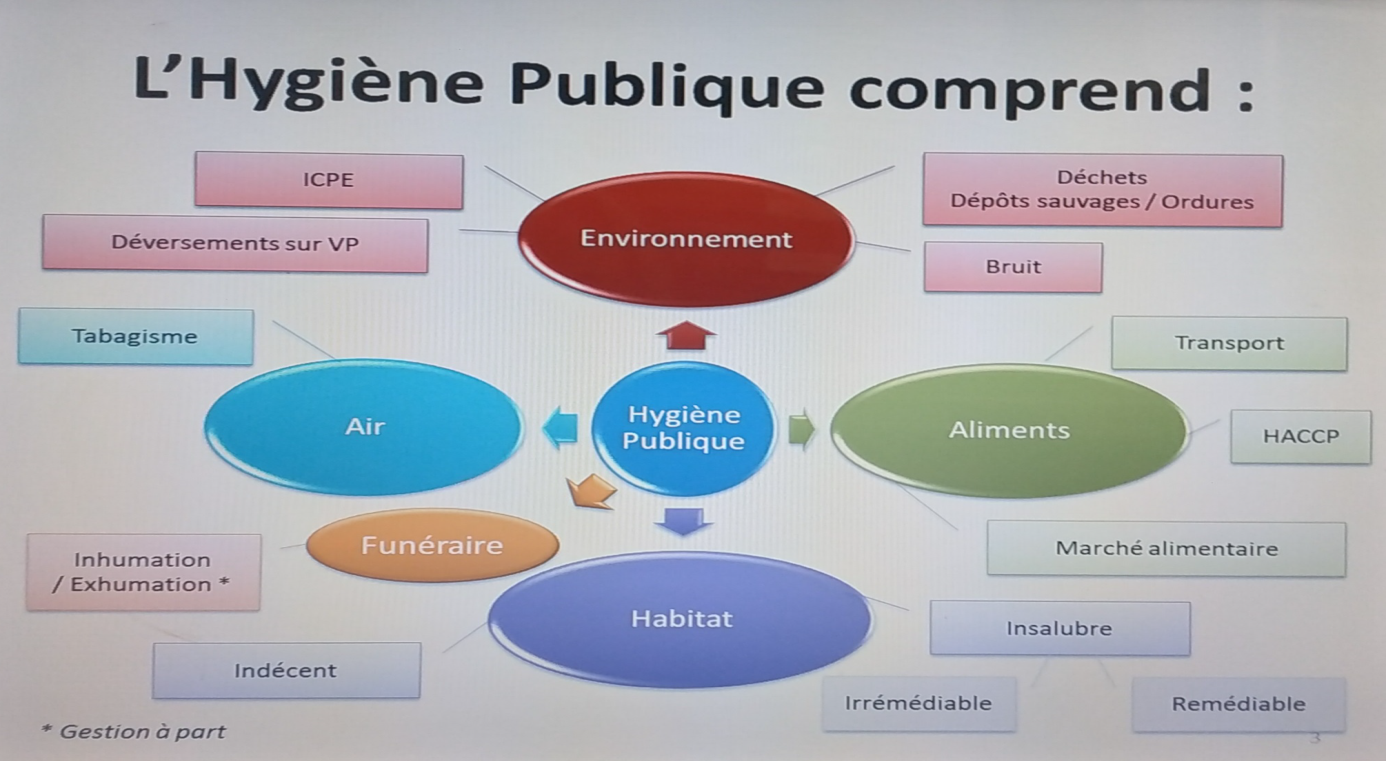 L'Hygiène Publique comprend :
ICPE
Déchets
Dépôts sauvages / Ordures
Déversements sur VP
Environnement
Bruit
Tabagisme
Transport
Air
Hygiène
Publique
Aliments
HACCP
Funéraire
Inhumation
/ Exhumation *
Marché alimentaire
Habitat
Insalubre
Indécent
Irrémédiable
Remédiable
* Gestion à part
3